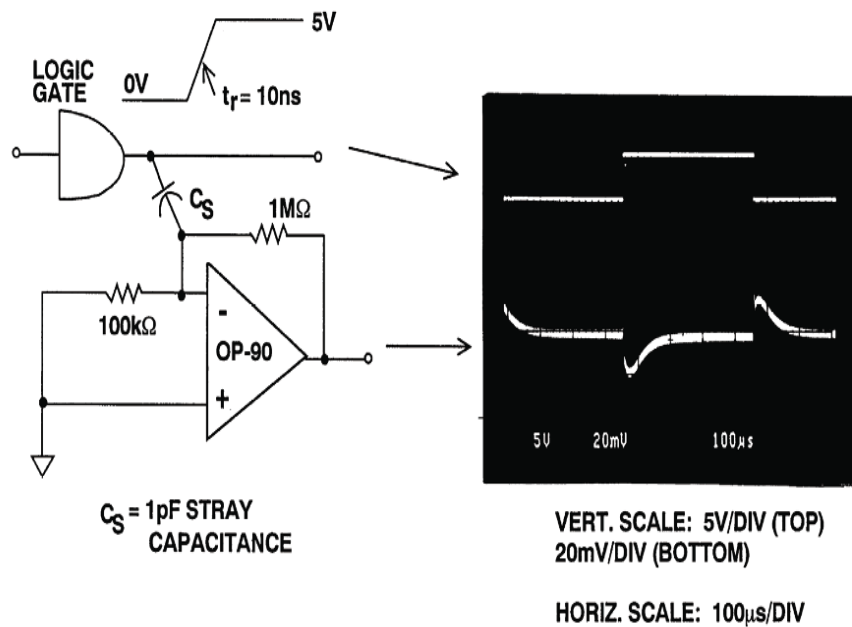 LOGIC
GATE
0V
5V
tr = 10ns
CS
1MΩ
100kΩ
-
OP-90
+
CS = 1pF STRAY
CAPACITANCE
5V 20mV 100µs
VERT. SCALE: 5V/DIV (TOP)
20mV/DIV (BOTTOM)
HORIZ. SCALE: 100µs/DIV